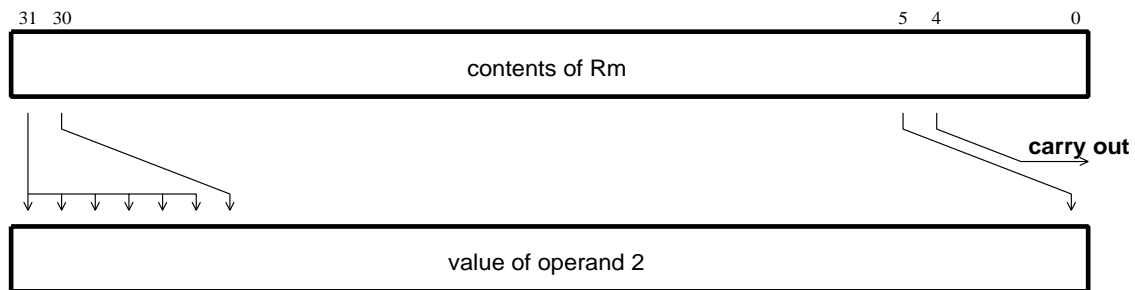 31 30 5 4 0
contents of Rm
carry out
value of operand 2